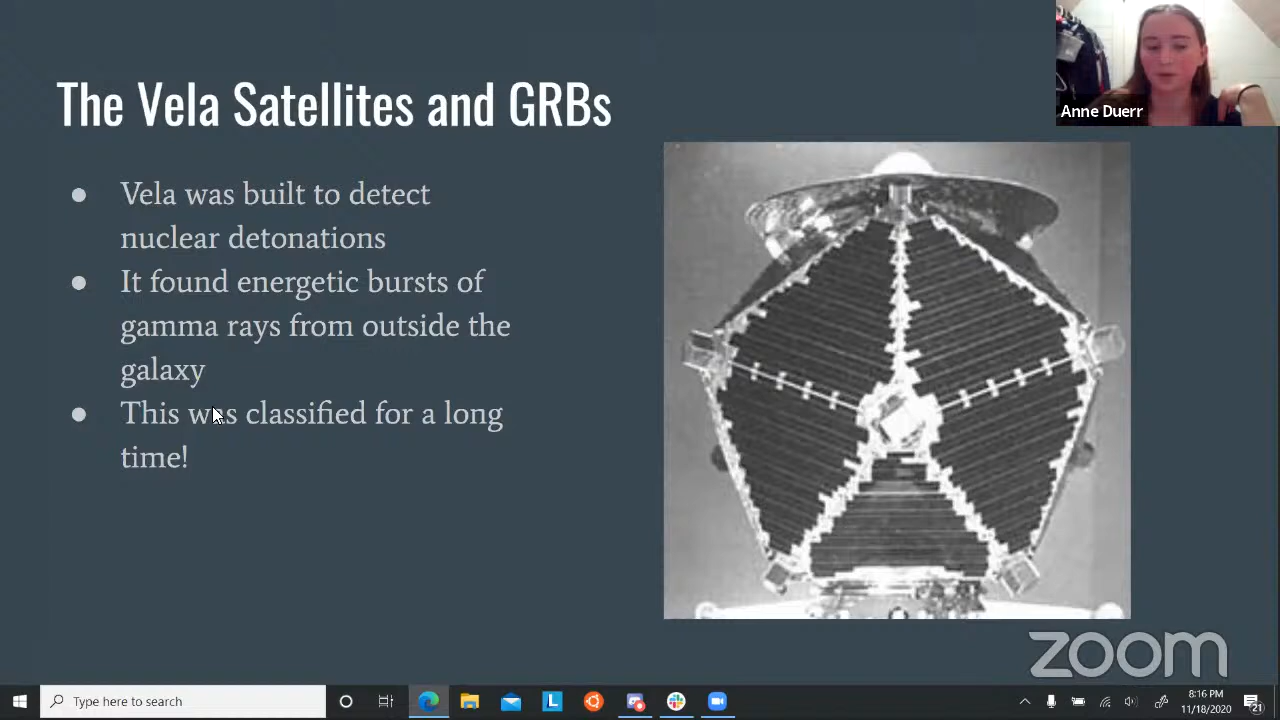 The Vela Satellites and GRBs
Anne Duerr
● Vela was built to detect
nuclear detonations
● It found energetic bursts of
gamma rays from outside the
galaxy
● This was classified for a long
time!
zoom
Type here to search
L
8:16 PM
11/18/2020
21